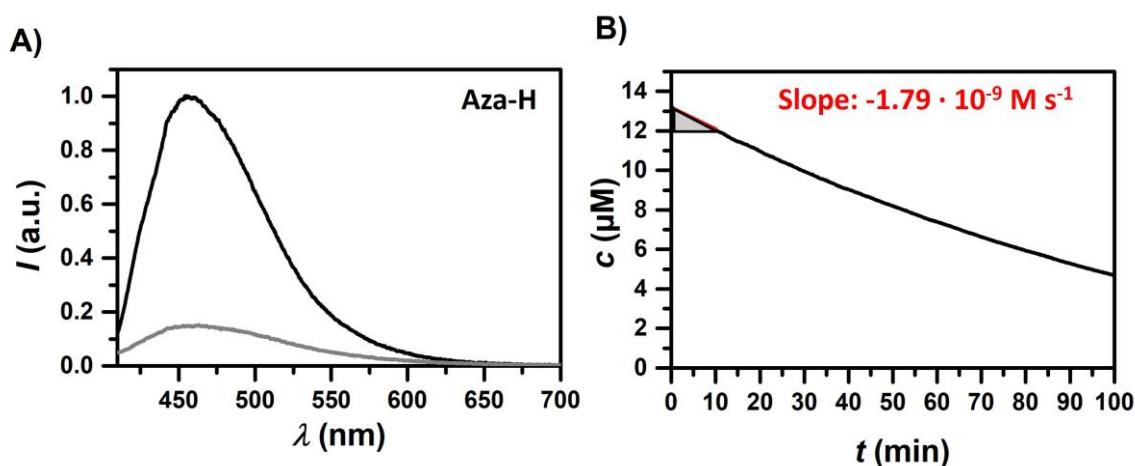 A)
Aza-H
1.0
0.8
0.6
0.4
0.2
0.0
I (a.u.)
450 500 550 600 650 700
λ (nm)
B)
Slope: -1.79 · 10⁻⁹ M s⁻¹
14
12
10
8
6
4
2
0
c (µM)
0 10 20 30 40 50 60 70 80 90 100
t (min)